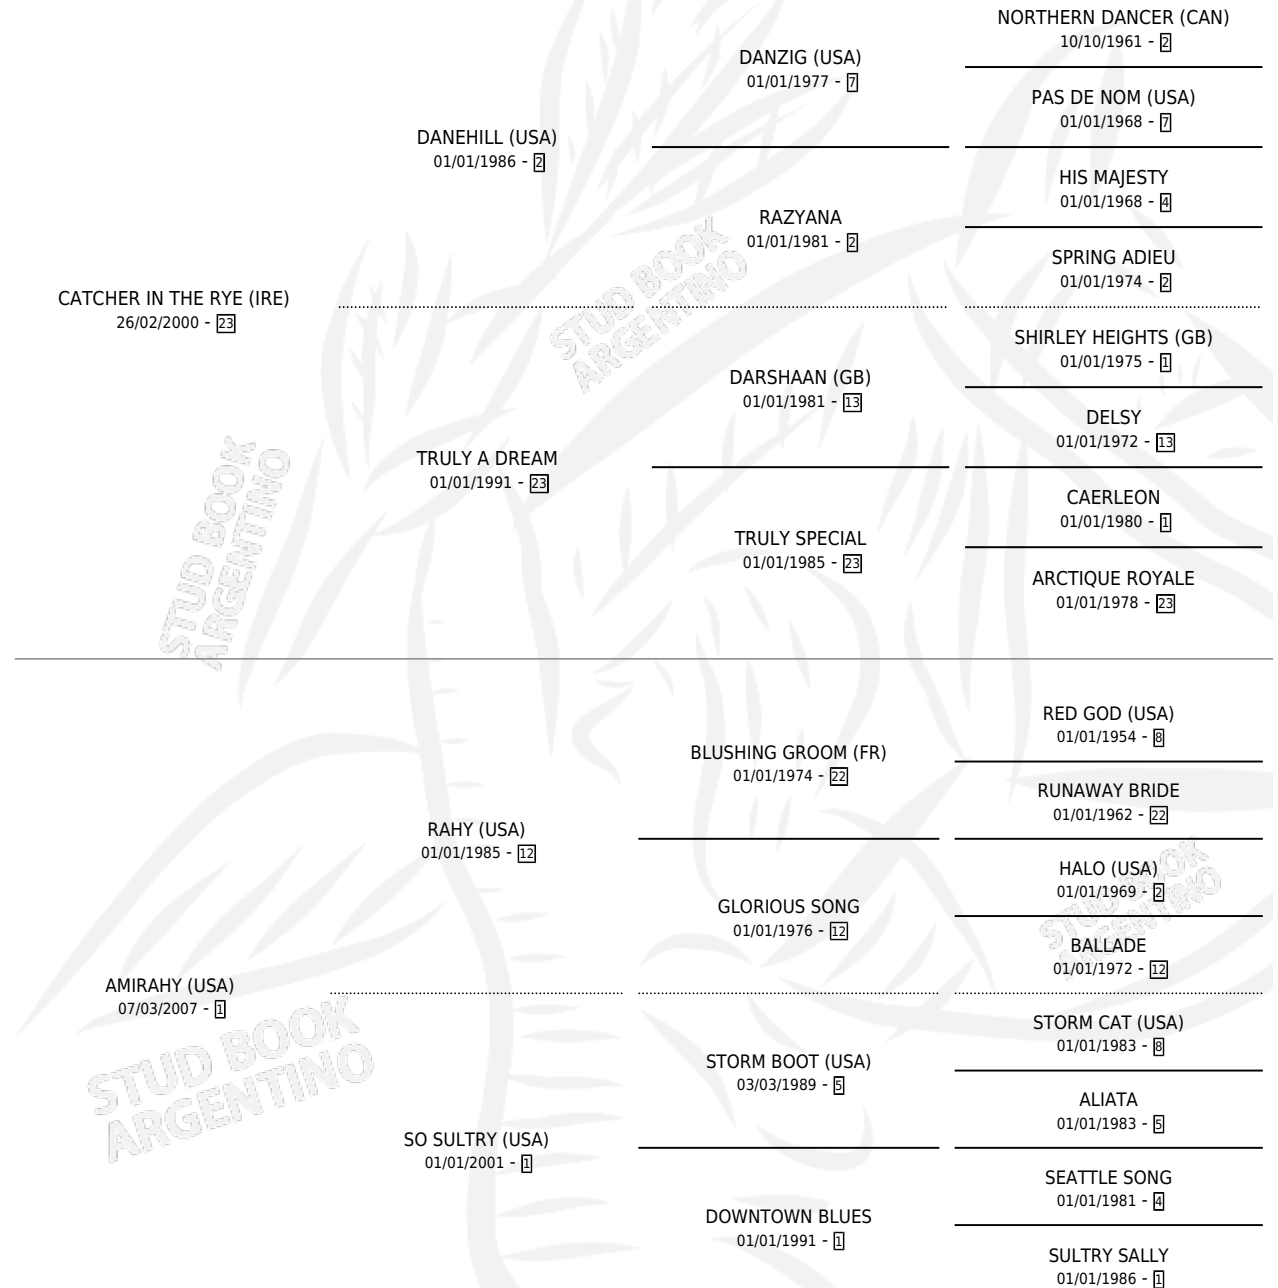 NORTHERN DANCER (CAN)
10/10/1961 - 2
DANZIG (USA)
01/01/1977 - 7
PAS DE NOM (USA)
01/01/1968 - 7
DANEHILL (USA)
01/01/1986 - 2
HIS MAJESTY
01/01/1968 - 4
RAZYANA
01/01/1981 - 2
SPRING ADIEU
01/01/1974 - 2
CATCHER IN THE RYE (IRE)
26/02/2000 - 23
STUD BOOK
ARGENTINO
SHIRLEY HEIGHTS (GB)
01/01/1975 - 1
DARSHAAN (GB)
01/01/1981 - 13
DELSY
01/01/1972 - 13
TRULY A DREAM
01/01/1991 - 23
CAERLEON
01/01/1980 - 1
TRULY SPECIAL
01/01/1985 - 23
ARCTIQUE ROYALE
01/01/1978 - 23
STUD BOOK
ARGENTINO
RED GOD (USA)
01/01/1954 - 8
BLUSHING GROOM (FR)
01/01/1974 - 22
RUNAWAY BRIDE
01/01/1962 - 22
RAHY (USA)
01/01/1985 - 12
HALO (USA)
01/01/1969 - 2
GLORIOUS SONG
01/01/1976 - 12
STUD BOOK
ARGENTINO
BALLADE
01/01/1972 - 12
AMIRAHY (USA)
07/03/2007 - 1
STUD BOOK
ARGENTINO
STORM CAT (USA)
01/01/1983 - 8
STORM BOOT (USA)
03/03/1989 - 5
ALIATA
01/01/1983 - 5
SO SULTRY (USA)
01/01/2001 - 1
SEATTLE SONG
01/01/1981 - 4
DOWNTOWN BLUES
01/01/1991 - 1
SULTRY SALLY
01/01/1986 - 1